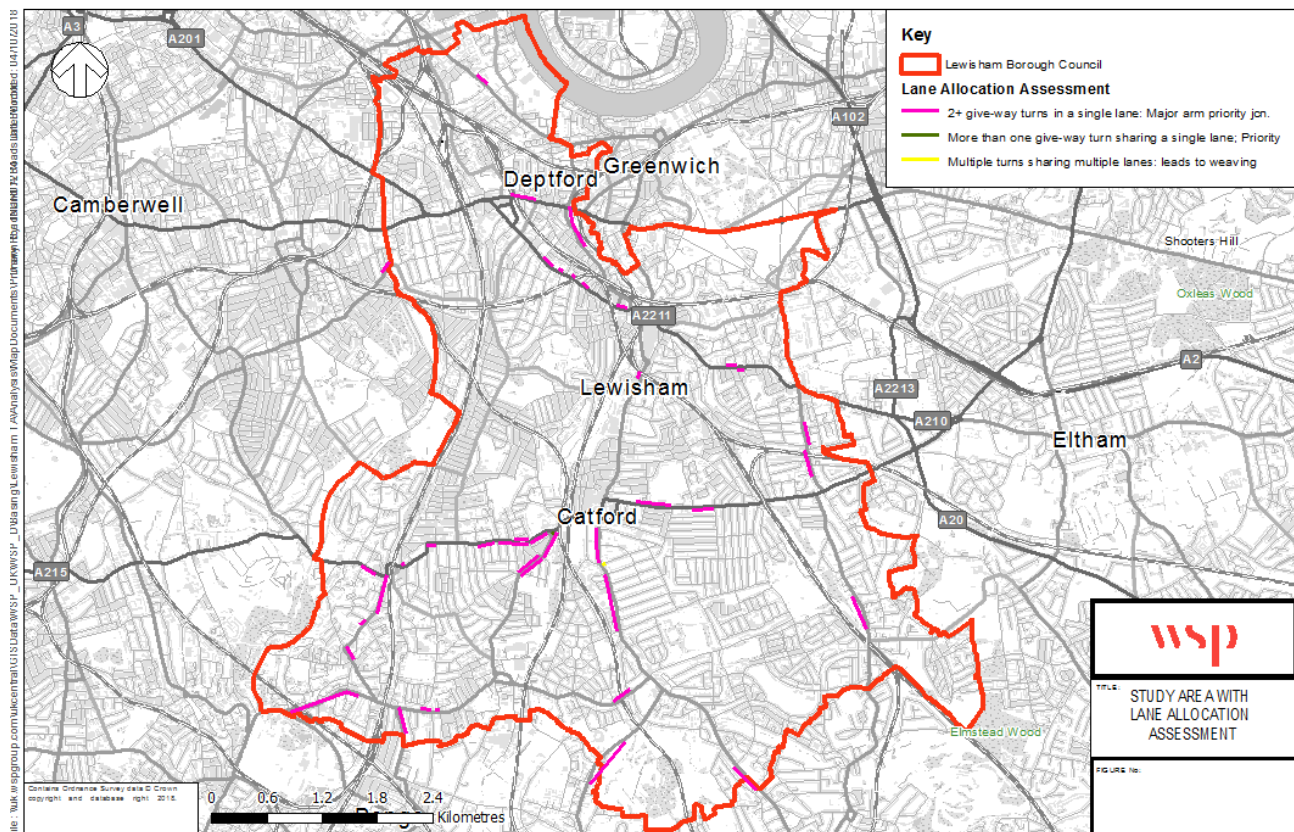 A3
A201
A102
Key
Lewisham Borough Council
Lane Allocation Assessment
2+ give-way turns in a single lane: Major arm priority jcn.
More than one give-way turn sharing a single lane; Priority
Multiple turns sharing multiple lanes: leads to weaving
Greenwich
Deptford
Camberwell
Shooters Hill
Oxleas Wood
A2211
A2
Lewisham
A2213
A210
Eltham
Catford
A20
A215
wsp
TITLE:
STUDY AREA WITH
LANE ALLOCATION
ASSESSMENT
Elmstead Wood
FIGURE No:
Contains Ordnance Survey data © Crown
copyright and database right 2018.
0 0.6 1.2 1.8 2.4
Kilometres